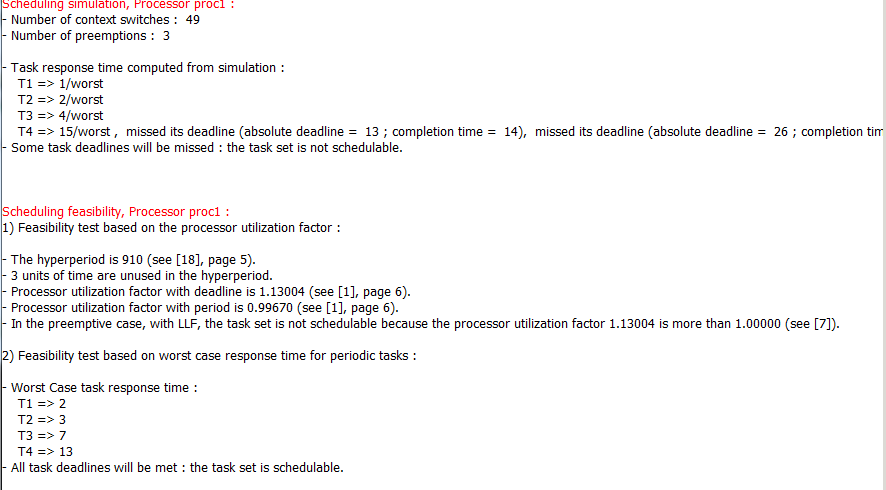 Scheduling simulation, Processor proc1 :
- Number of context switches :  49
- Number of preemptions :  3
- Task response time computed from simulation :
T1 => 1/worst
T2 => 2/worst
T3 => 4/worst
T4 => 15/worst ,  missed its deadline (absolute deadline =  13 ; completion time =  14),  missed its deadline (absolute deadline =  26 ; completion tim
- Some task deadlines will be missed : the task set is not schedulable.
Scheduling feasibility, Processor proc1 :
1) Feasibility test based on the processor utilization factor :
- The hyperperiod is 910 (see [18], page 5).
- 3 units of time are unused in the hyperperiod.
- Processor utilization factor with deadline is 1.13004 (see [1], page 6).
- Processor utilization factor with period is 0.99670 (see [1], page 6).
- In the preemptive case, with LLF, the task set is not schedulable because the processor utilization factor 1.13004 is more than 1.00000 (see [7]).
2) Feasibility test based on worst case response time for periodic tasks :
- Worst Case task response time :
T1 => 2
T2 => 3
T3 => 7
T4 => 13
- All task deadlines will be met : the task set is schedulable.